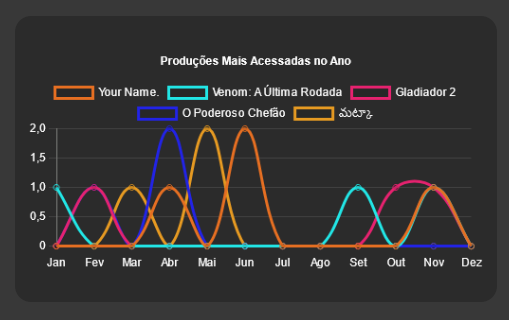 Produções Mais Acessadas no Ano
Your Name. Venom: A Última Rodada Gladiador 2
O Poderoso Chefão మట్కా
2,0
1,5
1,0
0,5
0
Jan Fev Mar Abr Mai Jun Jul Ago Set Out Nov Dez